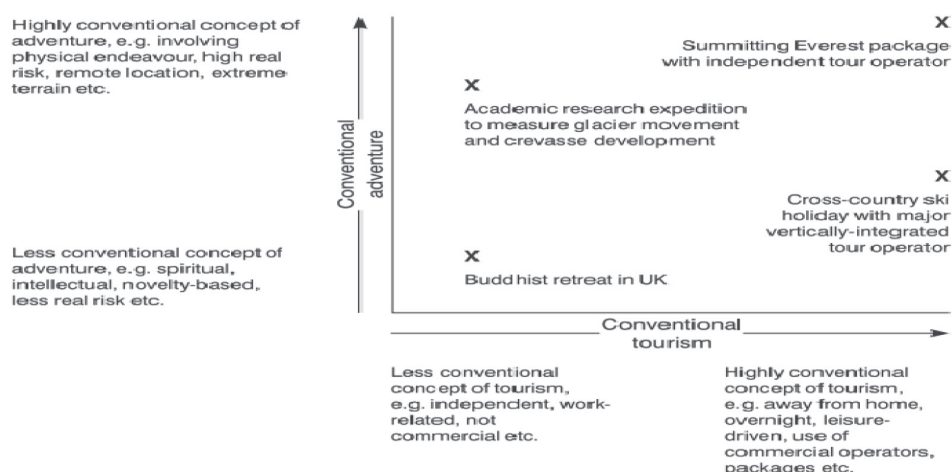 Highly conventional concept of
adventure, e.g. involving
physical endeavour, high real
risk, remote location, extreme
terrain etc.
Conventional
adventure
X
Summitting Everest package
with independent tour operator
X
Academic research expedition
to measure glacier movement
and crevasse development
X
Cross-country ski
holiday with major
vertically-integrated
tour operator
Less conventional concept of
adventure, e.g. spiritual,
intellectual, novelty-based,
less real risk etc.
X
Buddhist retreat in UK
Conventional
tourism
Less conventional
concept of tourism,
e.g. independent, work-
related, not
commercial etc.
Highly conventional
concept of tourism,
e.g. away from home,
overnight, leisure-
driven, use of
commercial operators,
packages etc.